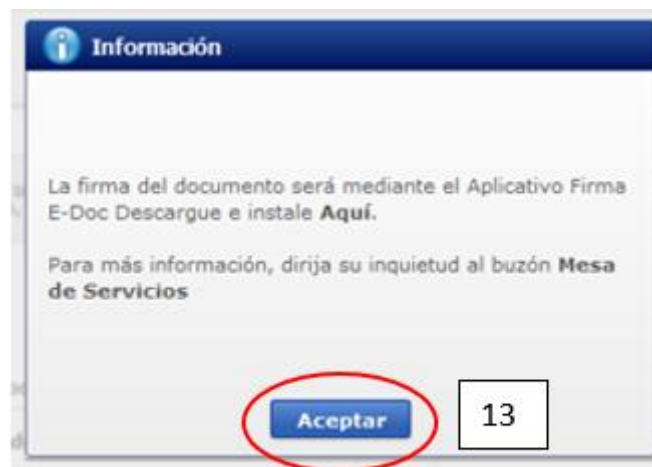 Información
La firma del documento será mediante el Aplicativo Firma
E-Doc Descargue e instale Aquí.
Para más información, dirija su inquietud al buzón Mesa
de Servicios
Aceptar
13